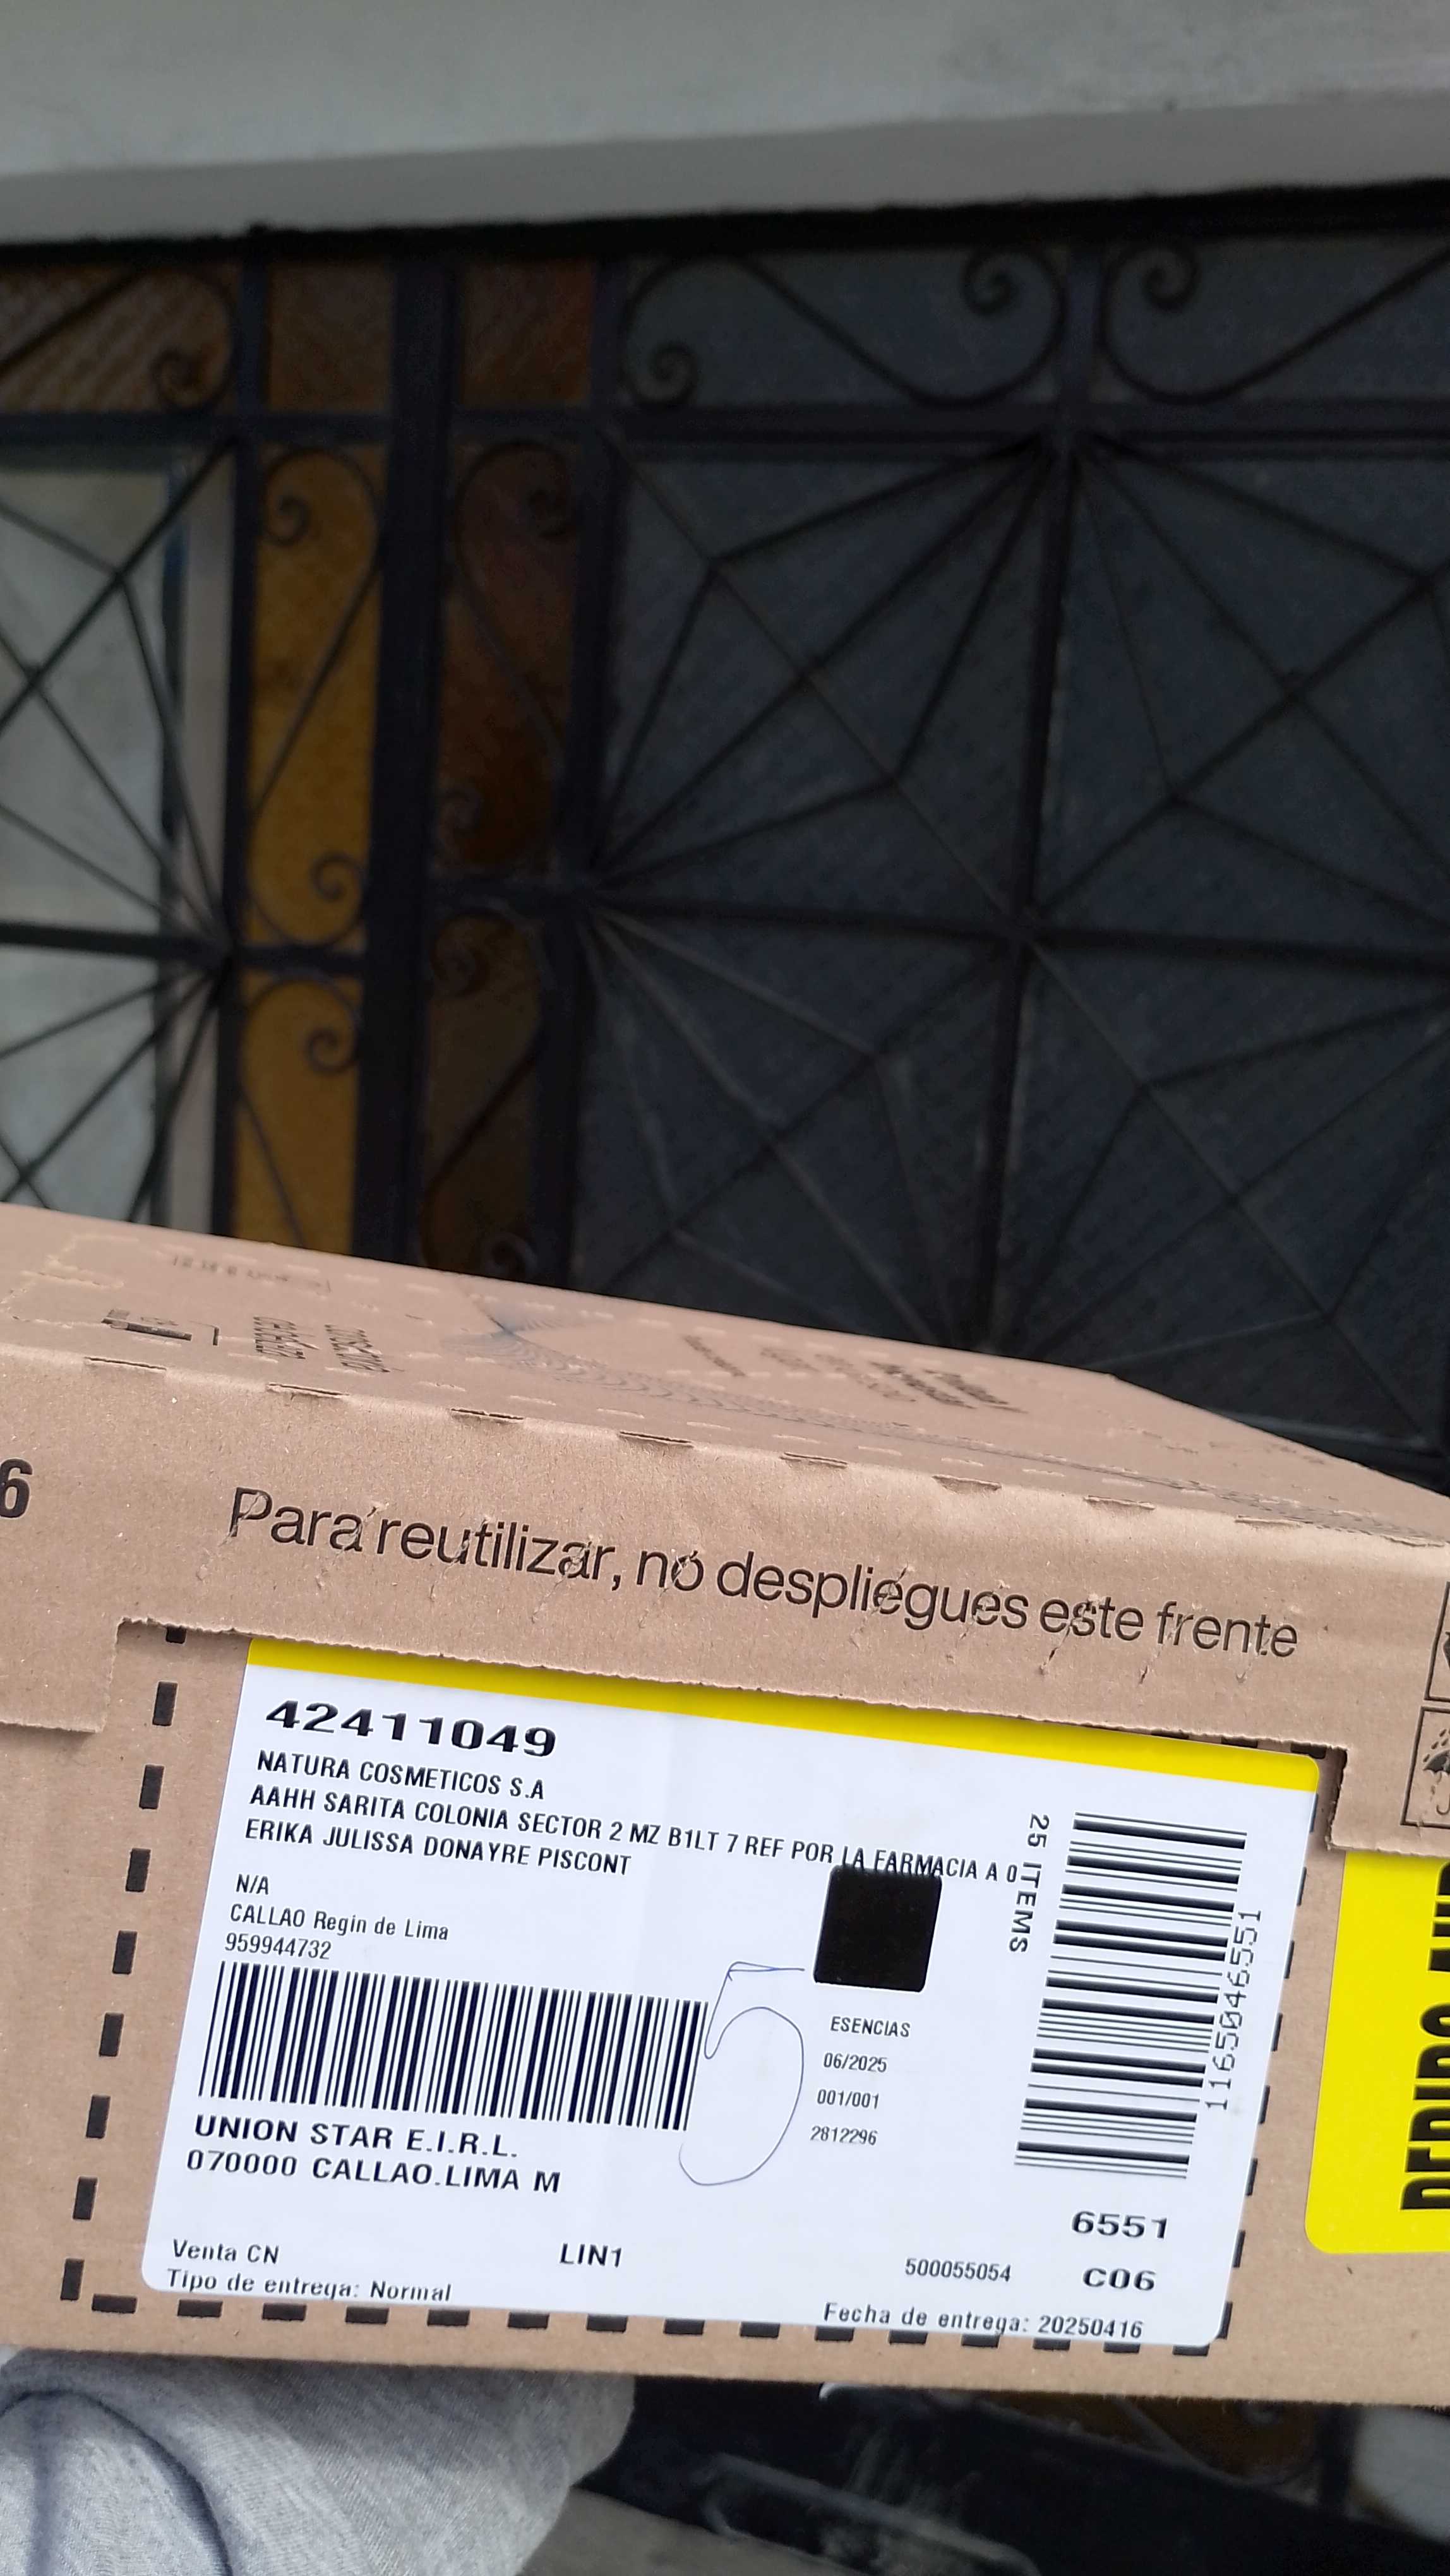 6
Para reutilizar, no despliegues este frente
42411049
NATURA COSMETICOS S.A
AAHH SARITA COLONIA SECTOR 2 MZ B1LT 7 REF POR LA FARMACIA A 0
ERIKA JULISSA DONAYRE PISCONT
N/A
CALLAO Regin de Lima
959944732
25 ITEMS
1165046551
5
ESENCIAS
06/2025
001/001
2812296
UNION STAR E.I.R.L.
070000 CALLAO.LIMA M
6551
Venta CN
LIN1
500055054
C06
Tipo de entrega: Normal
Fecha de entrega: 20250416